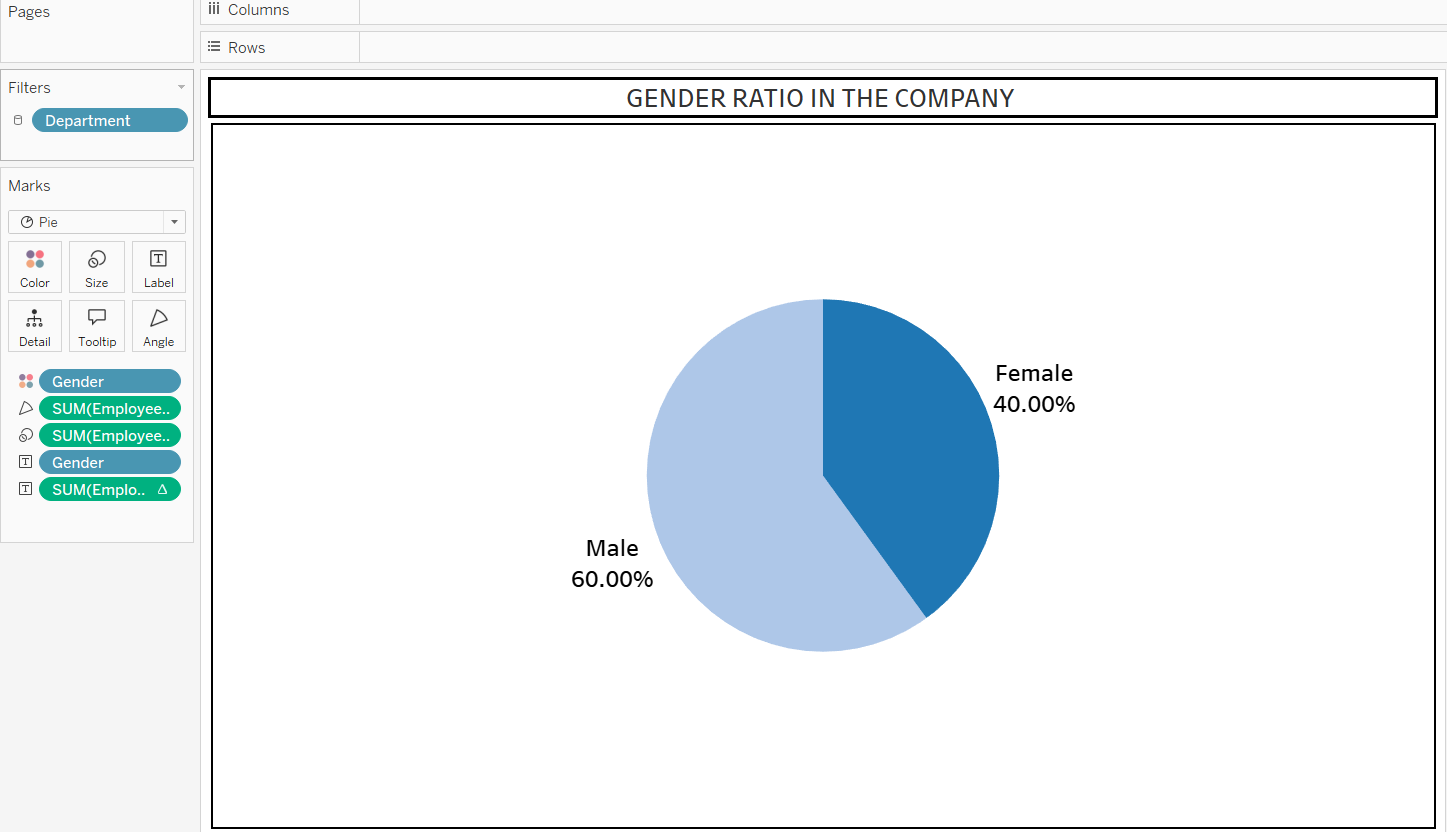 Pages
Columns
Rows
Filters
Department
Marks
Pie
Color
Size
Label
Detail
Tooltip
Angle
Gender
SUM(Employee..
SUM(Employee..
Gender
SUM(Emplo.. Δ
GENDER RATIO IN THE COMPANY
Female
40.00%
Male
60.00%